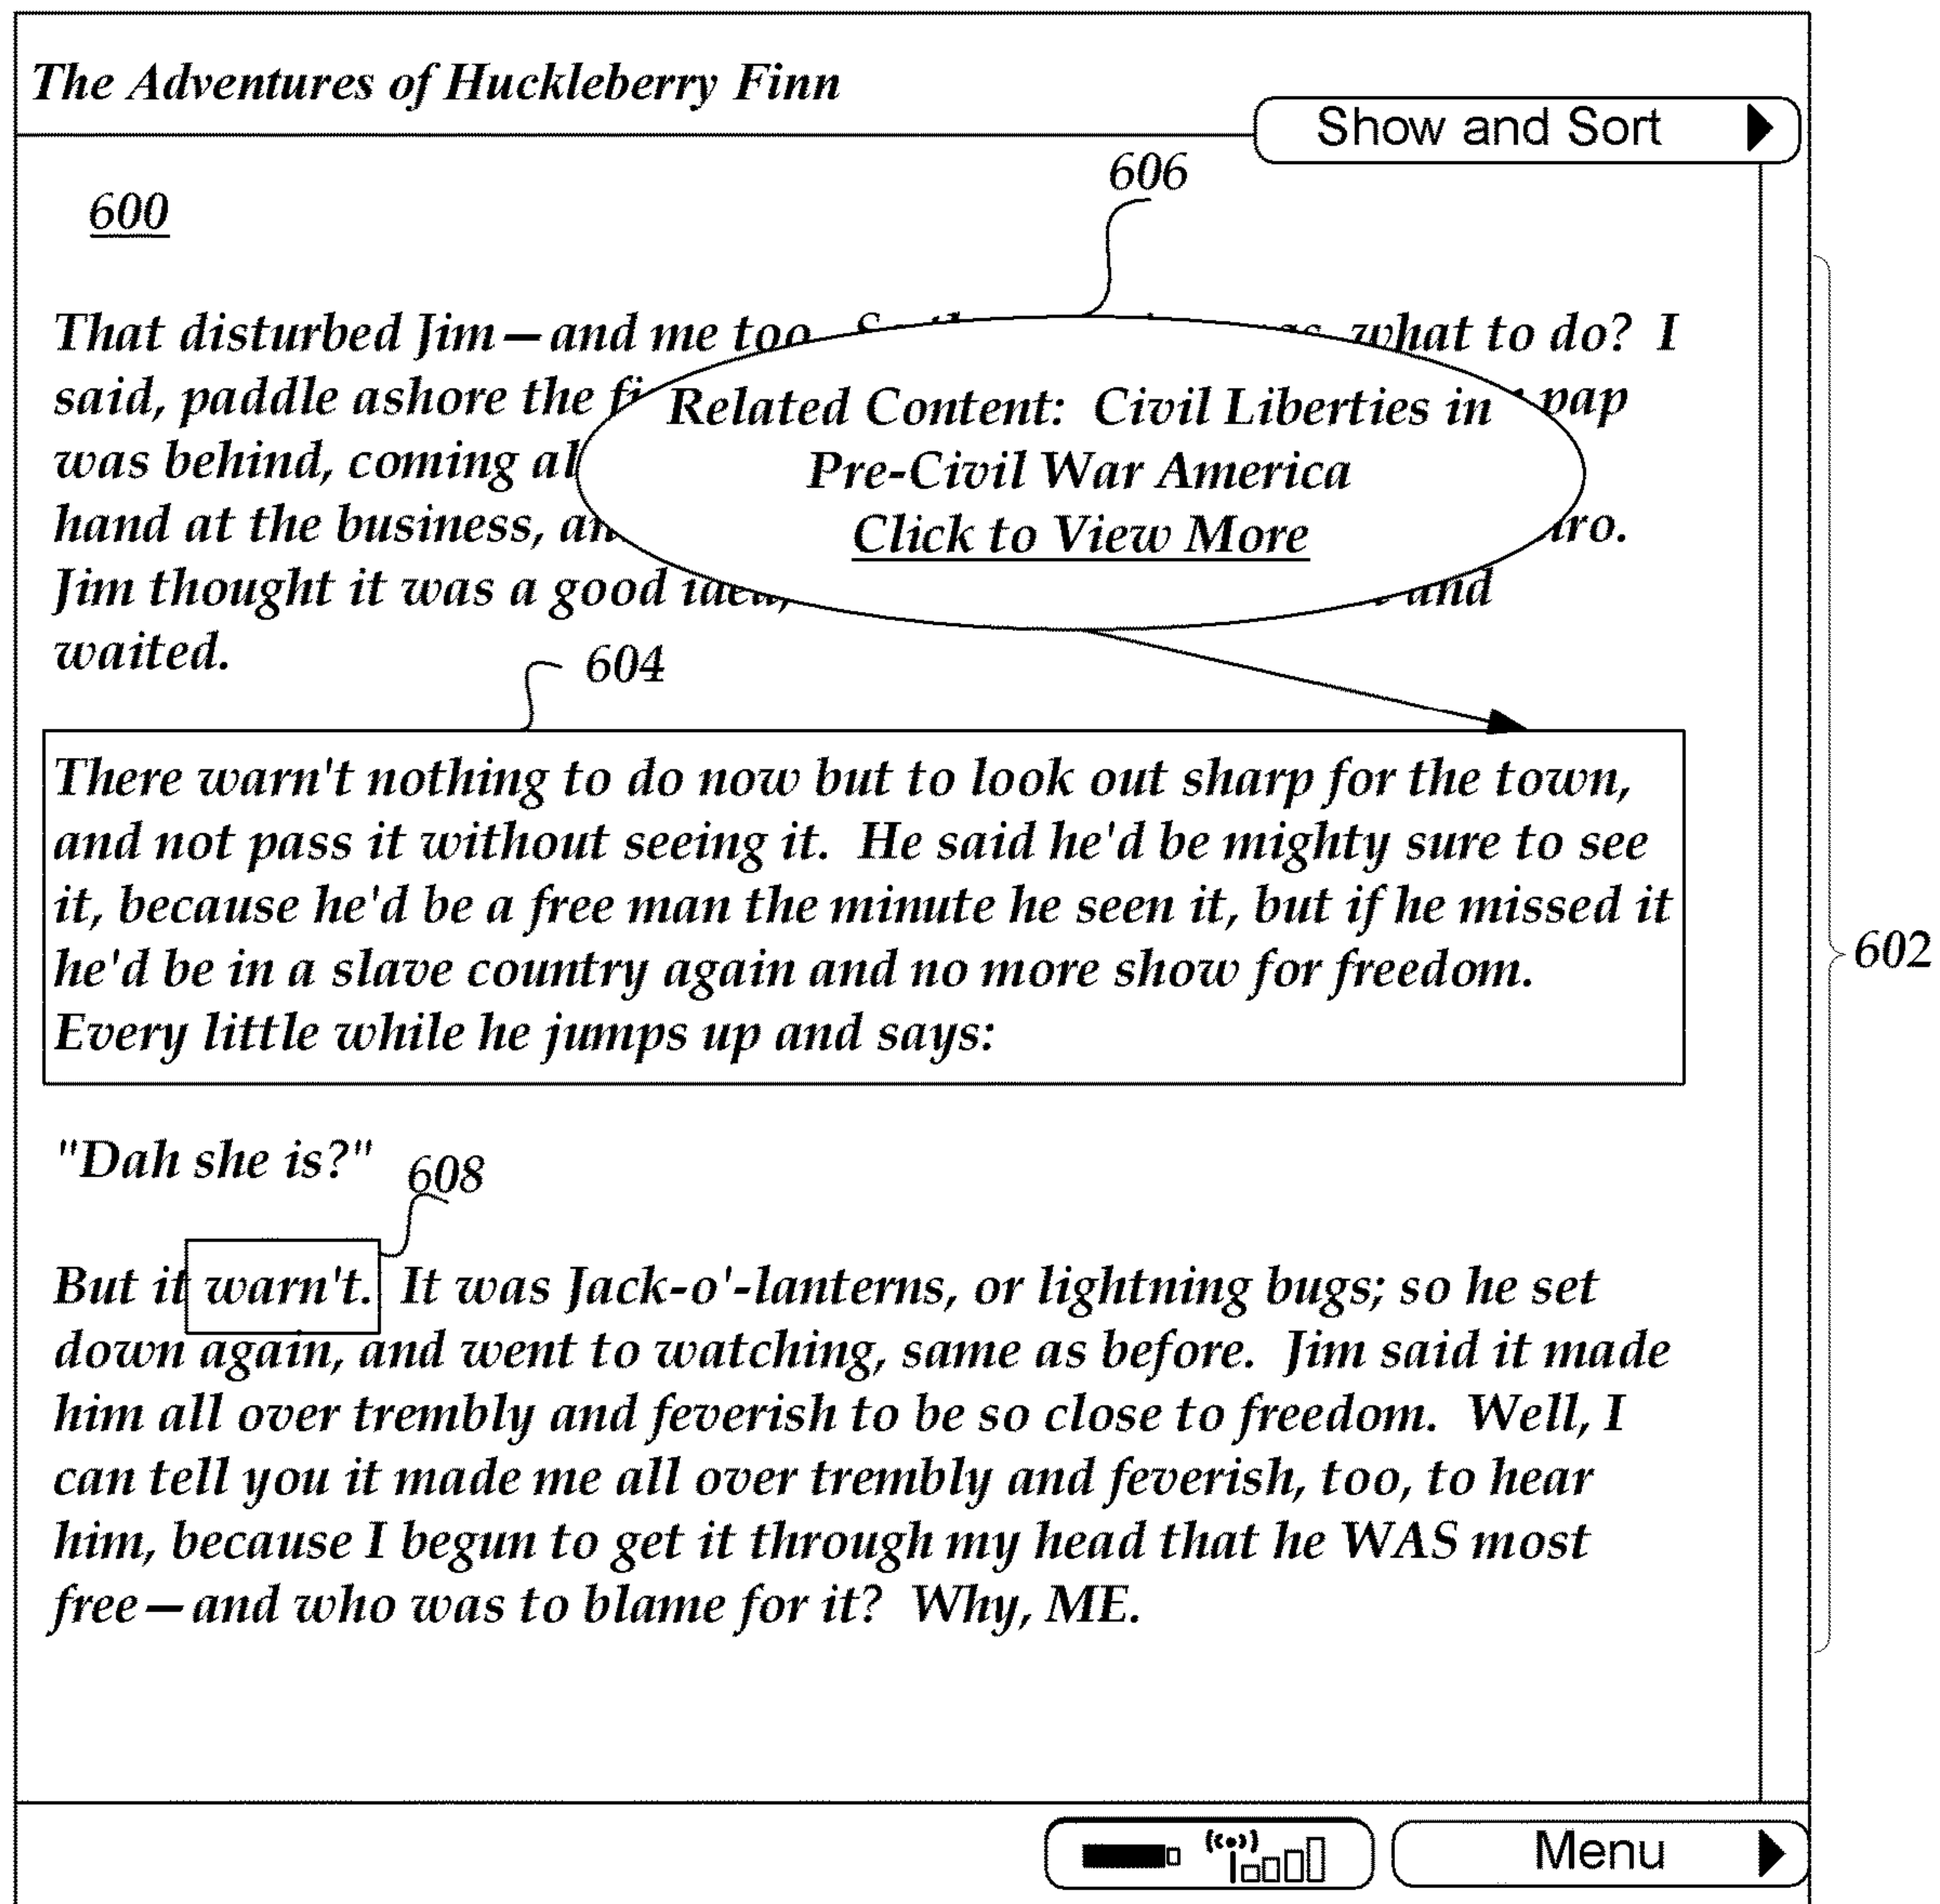 The Adventures of Huckleberry Finn
Show and Sort
606
600
That disturbed Jim—and me too. what to do? I
said, paddle ashore the pap
Related Content: Civil Liberties in
was behind, coming
Pre-Civil War America
hand at the business,
Click to View More
Jim thought it was a good idea, and
waited.
604
There warn't nothing to do now but to look out sharp for the town,
and not pass it without seeing it. He said he'd be mighty sure to see
it, because he'd be a free man the minute he seen it, but if he missed it
he'd be in a slave country again and no more show for freedom.
602
Every little while he jumps up and says:
"Dah she is?"
608
But it warn't. It was Jack-o'-lanterns, or lightning bugs; so he set
down again, and went to watching, same as before. Jim said it made
him all over trembly and feverish to be so close to freedom. Well, I
can tell you it made me all over trembly and feverish, too, to hear
him, because I begun to get it through my head that he WAS most
free—and who was to blame for it? Why, ME.
Menu